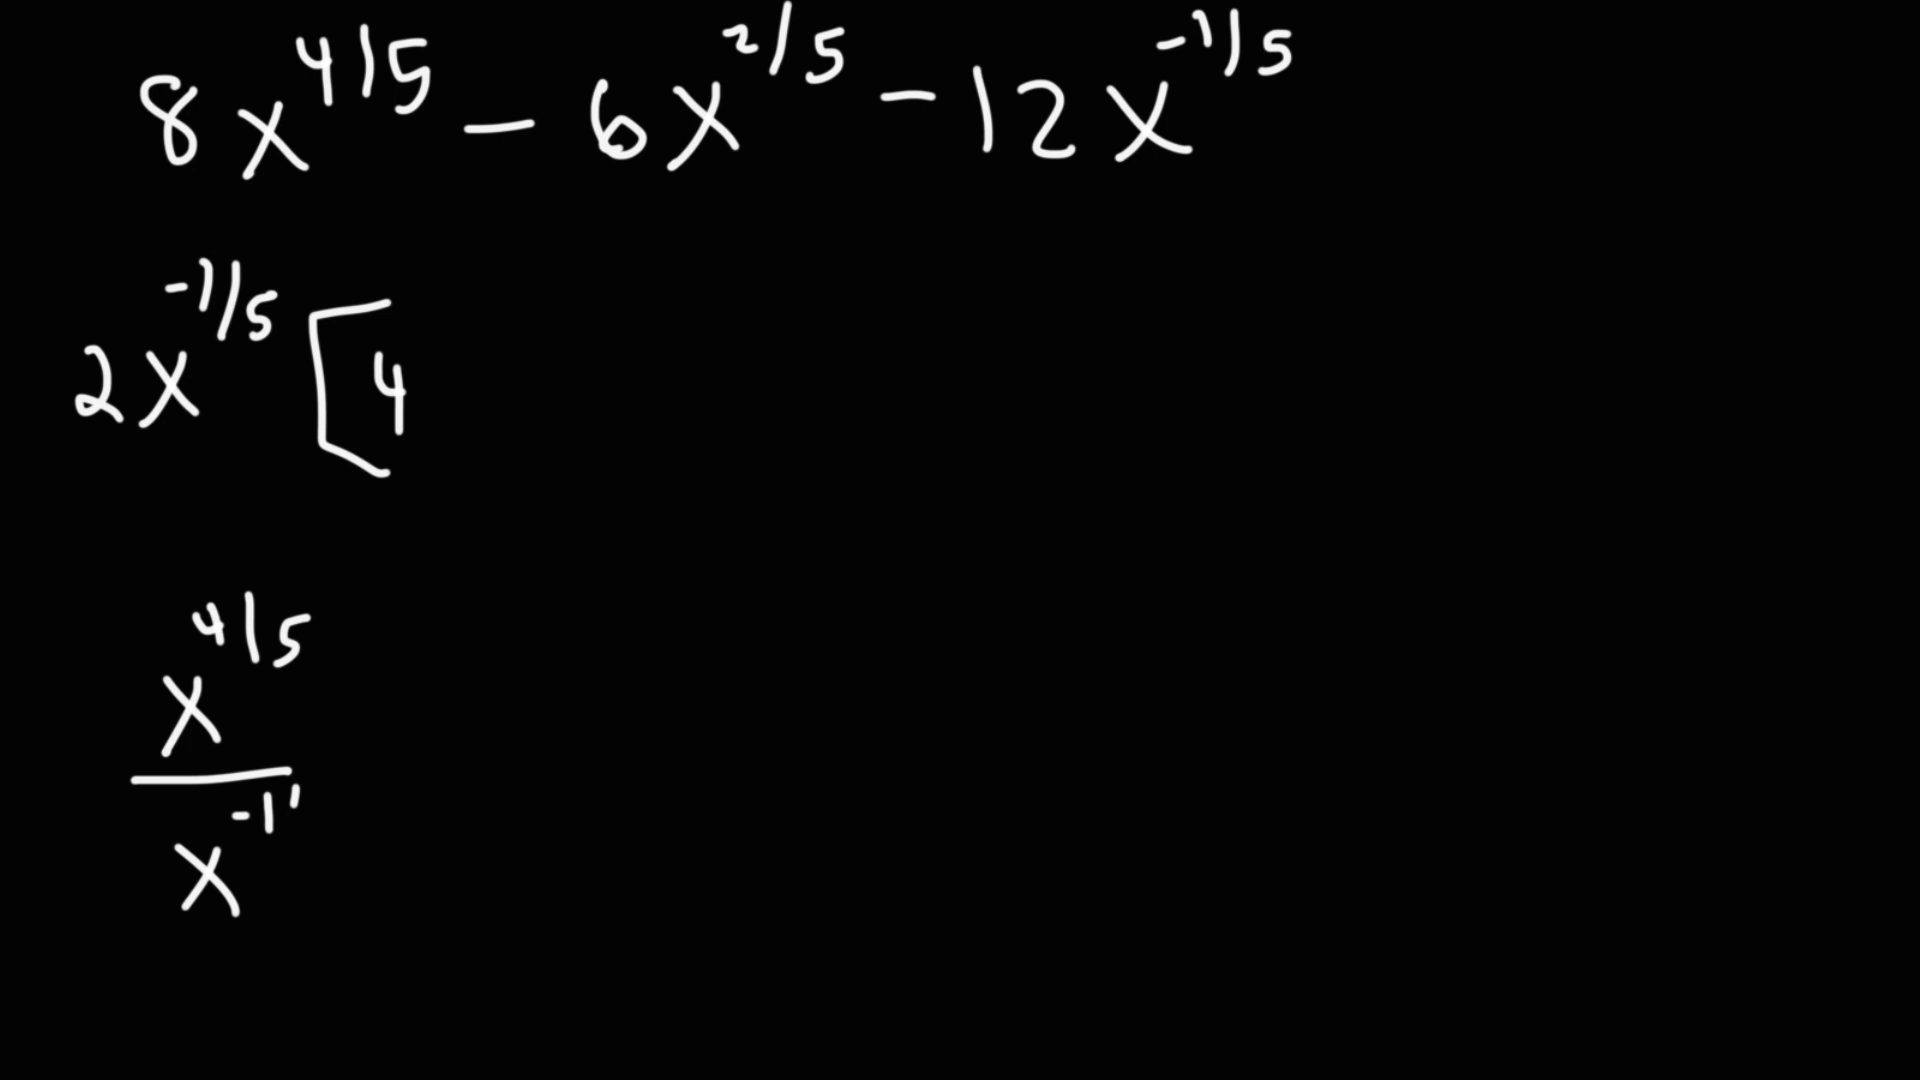 8x^{4/5} - 6x^{2/5} - 12x^{-1/5}
2x^{-1/5} [4
x^{4/5}
x^{-1'}